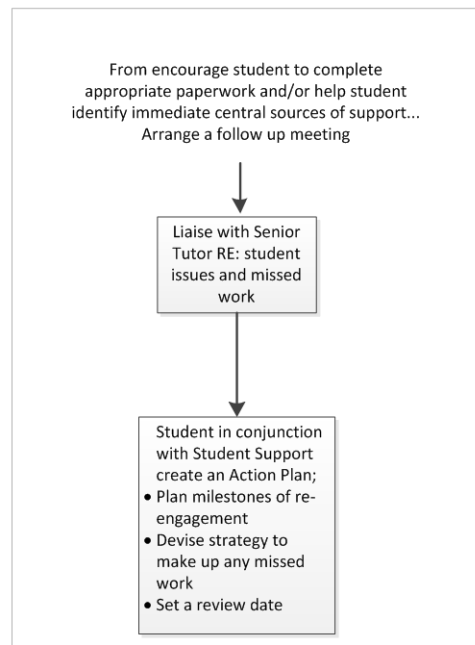 From encourage student to complete
appropriate paperwork and/or help student
identify immediate central sources of support...
Arrange a follow up meeting
Liaise with Senior
Tutor RE: student
issues and missed
work
Student in conjunction
with Student Support
create an Action Plan;
• Plan milestones of re-
engagement
• Devise strategy to
make up any missed
work
• Set a review date